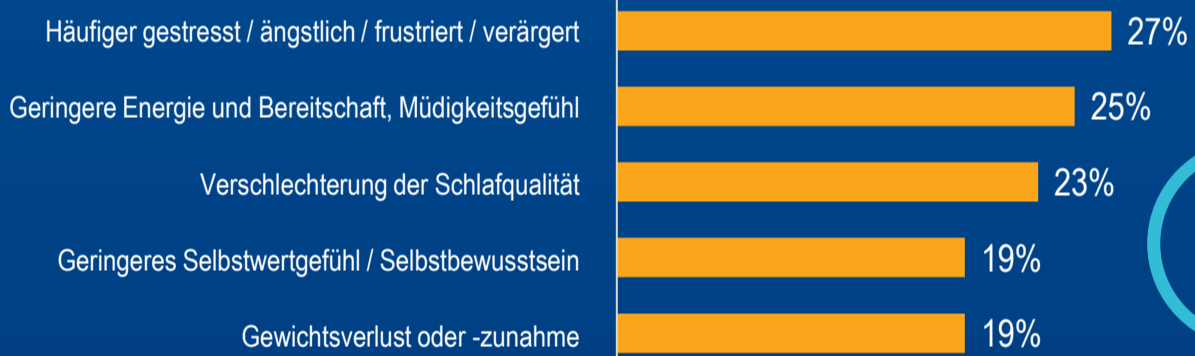 Häufiger gestresst / ängstlich / frustriert / verärgert 27%
Geringere Energie und Bereitschaft, Müdigkeitsgefühl 25%
Verschlechterung der Schlafqualität 23%
Geringeres Selbstwertgefühl / Selbstbewusstsein 19%
Gewichtsverlust oder -zunahme 19%